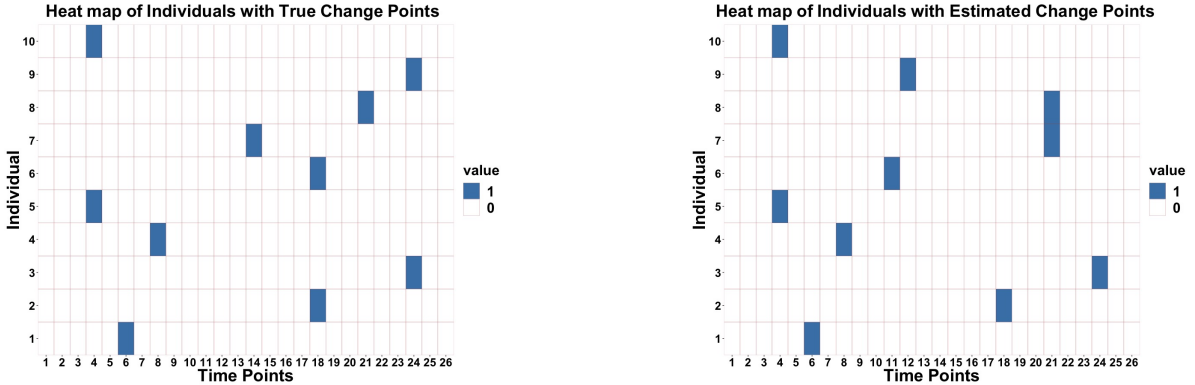 Heat map of Individuals with True Change Points
10
9
8
7
6
5
4
3
2
1
Individual
1 2 3 4 6 7 8 9 10 11 12 13 14 15 16 17 18 19 20 21 22 23 24 25 26
Time Points
value
1
0
Heat map of Individuals with Estimated Change Points
10
9
8
7
6
5
4
3
2
1
Individual
1 2 3 4 6 7 8 9 10 11 12 13 14 15 16 17 18 19 20 21 22 23 24 25 26
Time Points
value
1
0